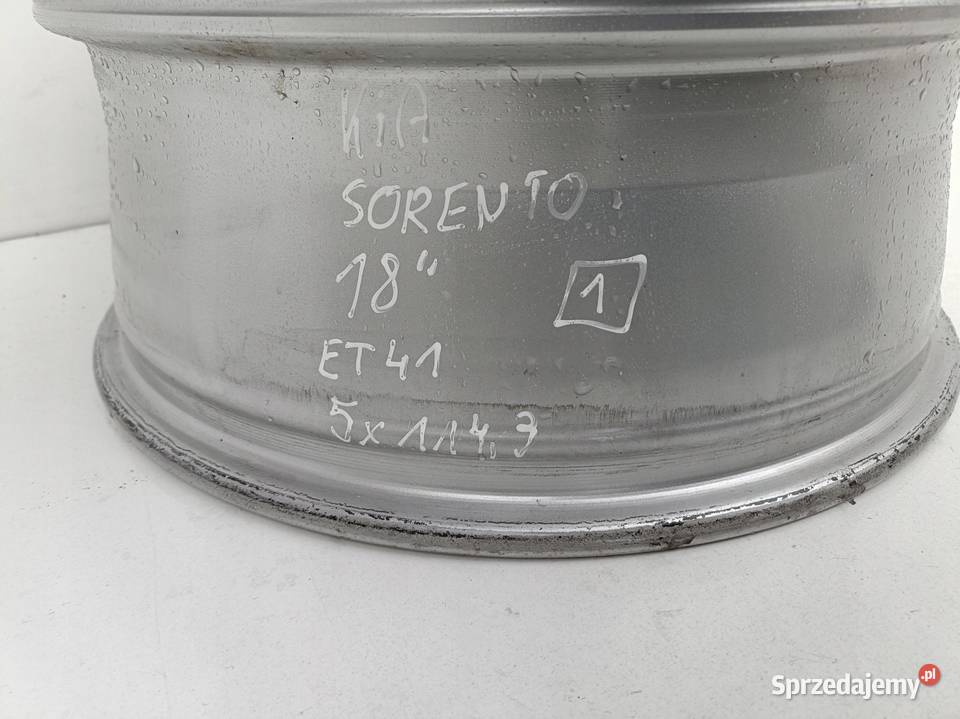 KiA
SORENTO
18"
1
ET41
5x114,3
Sprzedajemy.pl